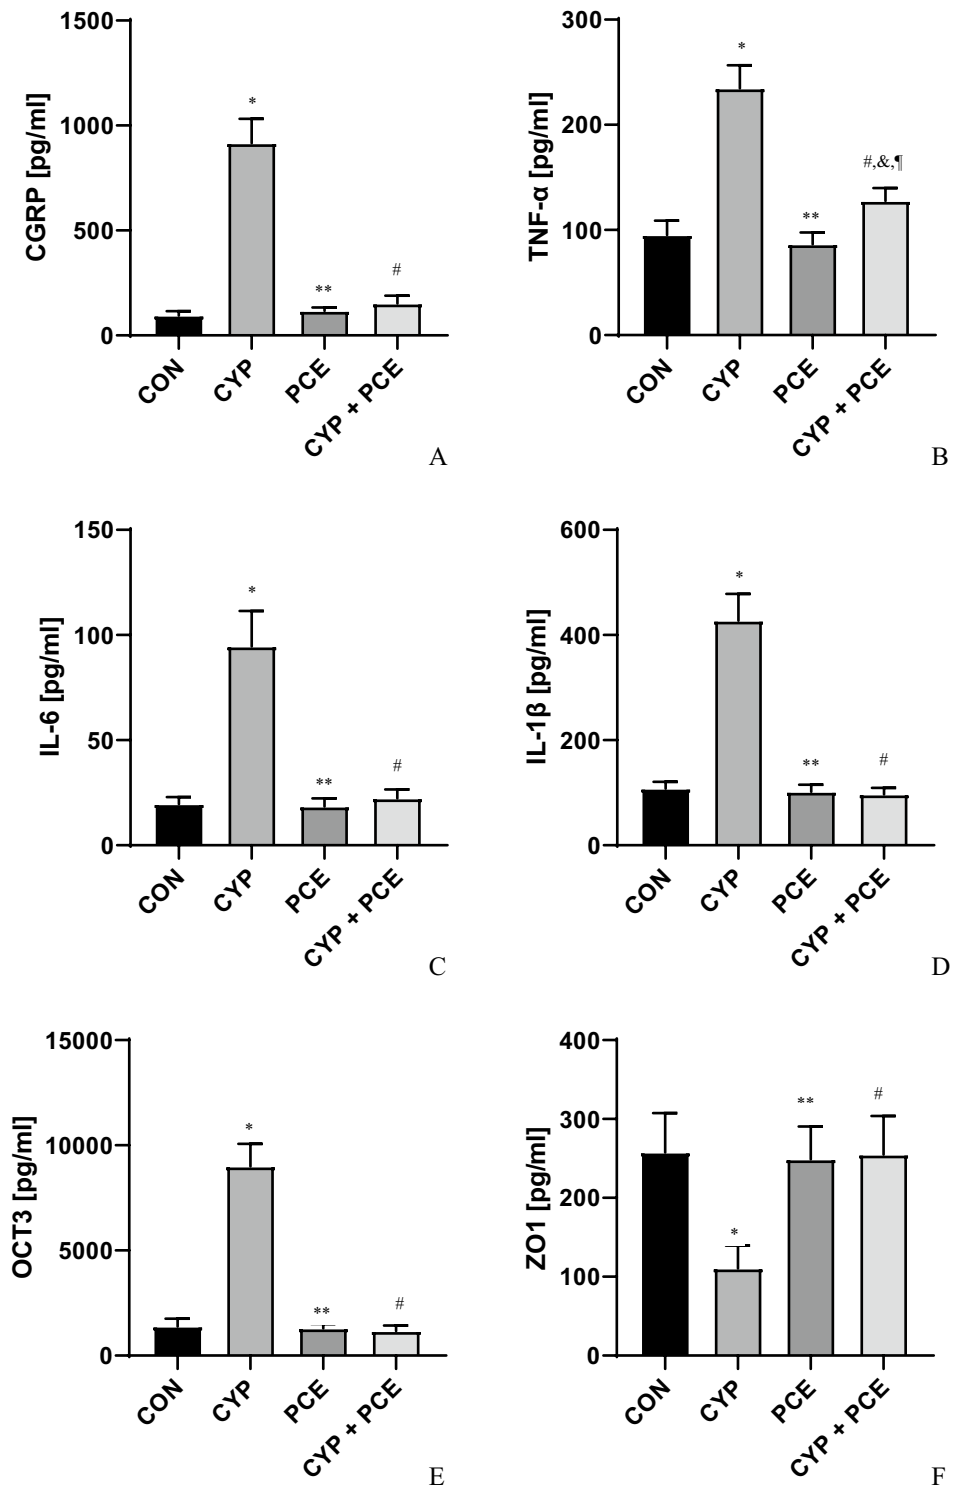 CGRP [pg/ml]
1500
1000
500
0
*
**
#
CON
CYP
PCE
CYP + PCE
A
TNF-α [pg/ml]
300
200
100
0
*
**
#,&,¶
CON
CYP
PCE
CYP + PCE
B
IL-6 [pg/ml]
150
100
50
0
*
**
#
CON
CYP
PCE
CYP + PCE
C
IL-1β [pg/ml]
600
400
200
0
*
**
#
CON
CYP
PCE
CYP + PCE
D
OCT3 [pg/ml]
15000
10000
5000
0
*
**
#
CON
CYP
PCE
CYP + PCE
E
ZO1 [pg/ml]
400
300
200
100
0
*
**
#
CON
CYP
PCE
CYP + PCE
F